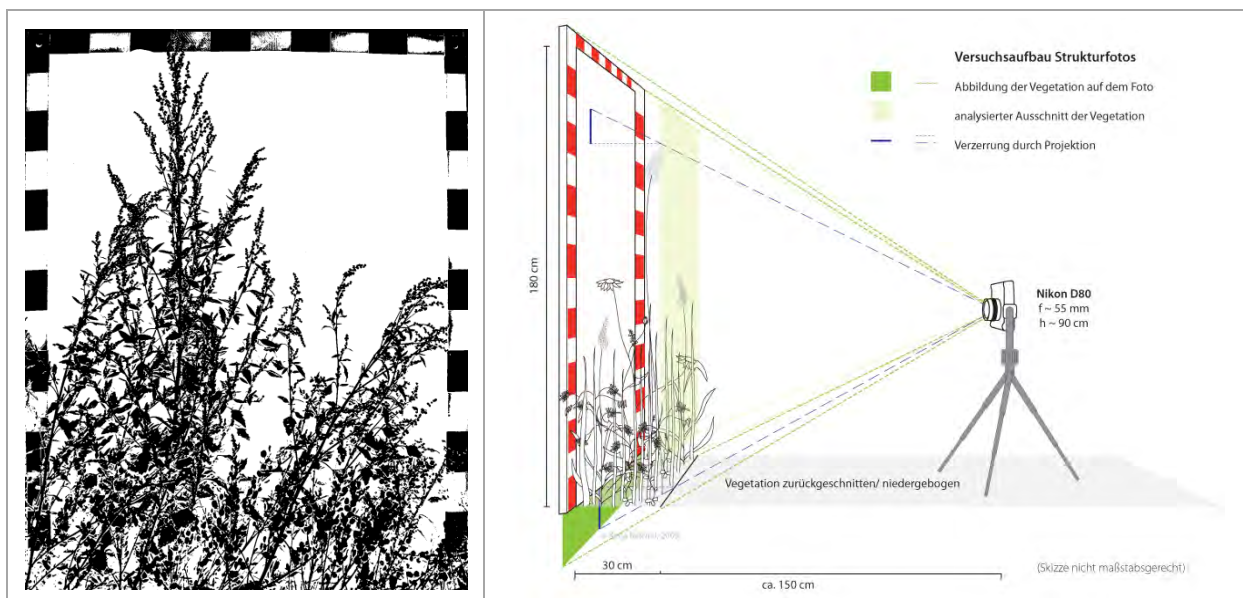 Versuchsaufbau Strukturfotos
Abbildung der Vegetation auf dem Foto
analysierter Ausschnitt der Vegetation
Verzerrung durch Projektion
180 cm
Nikon D80
f ~ 55 mm
h ~ 90 cm
Vegetation zurückgeschnitten/ niedergebogen
30 cm
ca. 150 cm
(Skizze nicht maßstabsgerecht)